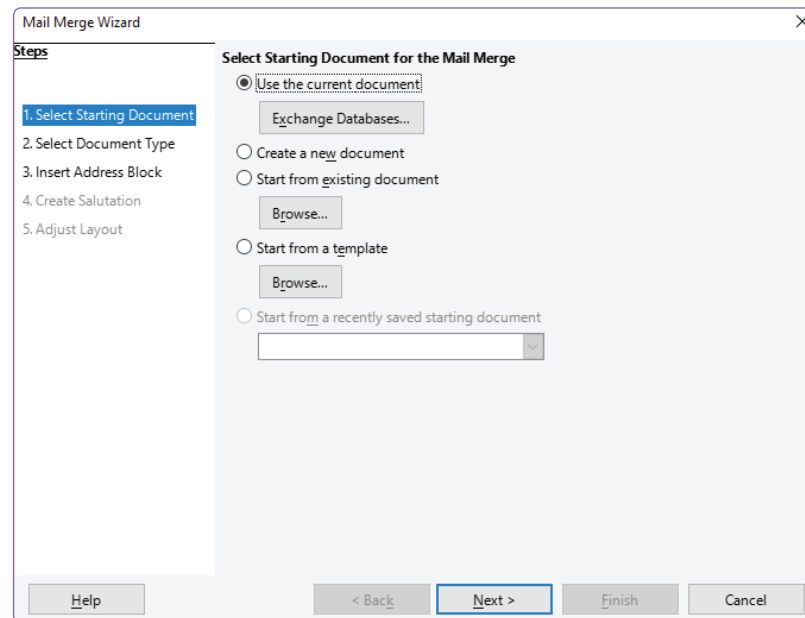 Mail Merge Wizard
Steps
1. Select Starting Document
2. Select Document Type
3. Insert Address Block
4. Create Salutation
5. Adjust Layout
Select Starting Document for the Mail Merge
Use the current document
Exchange Databases...
Create a new document
Start from existing document
Browse...
Start from a template
Browse...
Start from a recently saved starting document
Help
< Back
Next >
Finish
Cancel